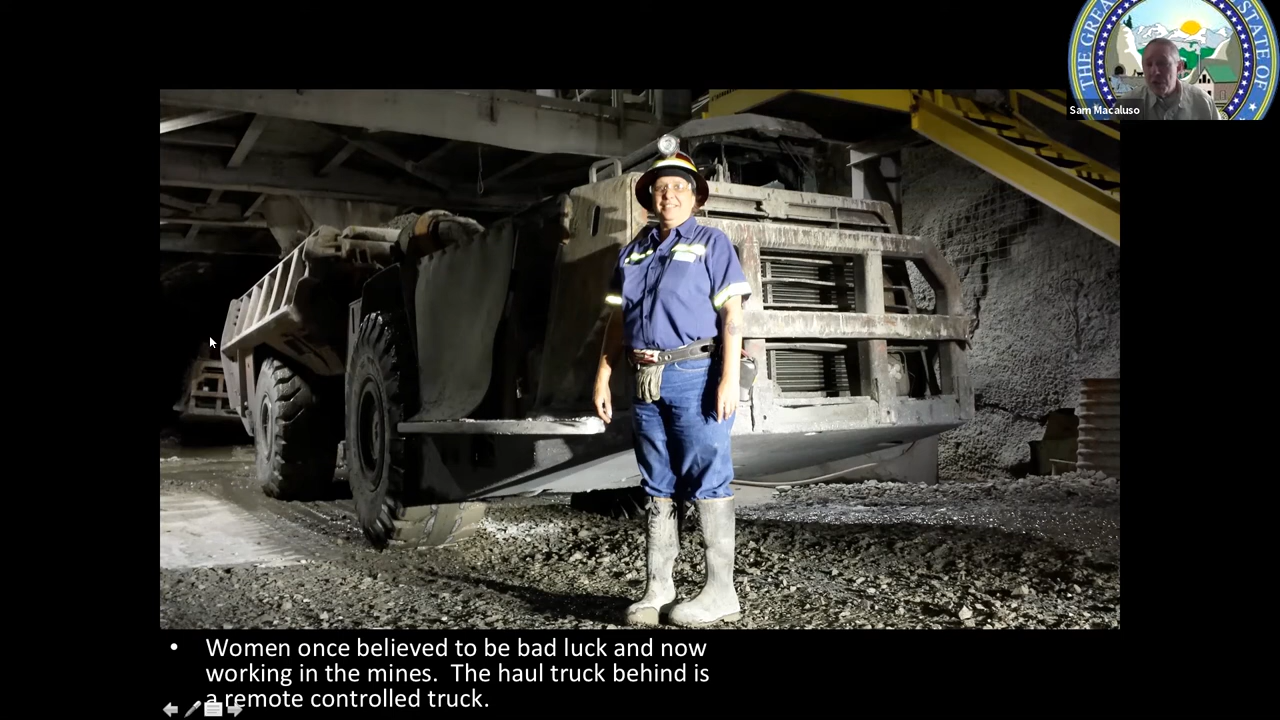 THE GREA
E STATE OF
Sam Macaluso
• Women once believed to be bad luck and now
working in the mines. The haul truck behind is
a remote controlled truck.